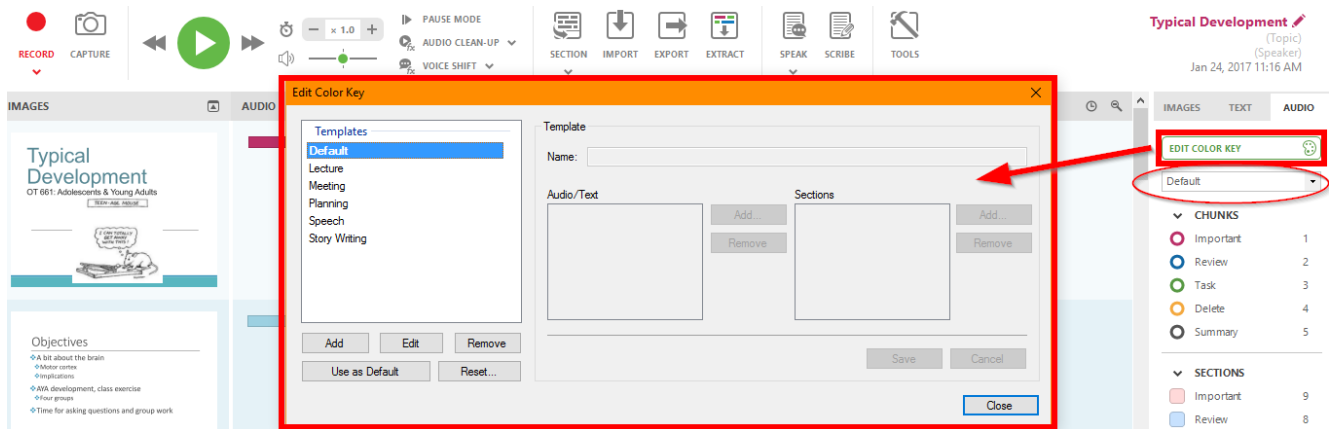 RECORD
CAPTURE
− × 1.0 +
PAUSE MODE
AUDIO CLEAN-UP
VOICE SHIFT
SECTION
IMPORT
EXPORT
EXTRACT
SPEAK
SCRIBE
TOOLS
Typical Development
(Topic)
(Speaker)
Jan 24, 2017 11:16 AM
IMAGES
AUDIO
Typical
Development
OT 661: Adolescents & Young Adults
Objectives
A bit about the brain
Motor cortex
Implications
AYA development, class exercise
Four groups
Time for asking questions and group work
Edit Color Key
Templates
Default
Lecture
Meeting
Planning
Speech
Story Writing
Add
Edit
Remove
Use as Default
Reset...
Template
Name:
Audio/Text
Add...
Remove
Sections
Add...
Remove
Save
Cancel
Close
IMAGES TEXT AUDIO
EDIT COLOR KEY
Default
CHUNKS
Important 1
Review 2
Task 3
Delete 4
Summary 5
SECTIONS
Important 9
Review 8